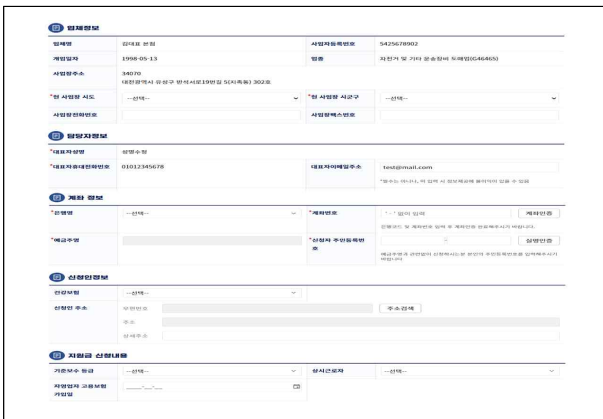 업체정보
업체명 김대표 본점 사업자등록번호 5425678902
개업일자 1998-05-13 업종 자전거 및 기타 운송장비 도매업(G46465)
사업장주소 34070
대전광역시 유성구 반석서로19번길 5(지족동) 302호
*현 사업장 시도 --선택-- *현 사업장 시군구 --선택--
사업장전화번호 사업장팩스번호
담당자정보
*대표자성명 성명수정
*대표자휴대전화번호 01012345678 대표자이메일주소 test@mail.com
*필수는 아니나, 미 입력 시 정보제공에 불이익이 있을 수 있음
계좌 정보
*은행명 --선택-- *계좌번호 '-' 없이 입력 계좌인증
은행코드 및 계좌번호 입력 후 계좌인증 완료해주시기 바랍니다.
*예금주명 *신청자 주민등록번호 - 실명인증
예금주명과 관련없이 신청하시는분 본인의 주민등록번호를 입력해주시기 바랍니다
신청인정보
건강보험 --선택--
신청인 주소 우편번호 주소검색
주소
상세주소
지원금 신청내용
기준보수 등급 --선택-- 상시근로자 --선택--
자영업자 고용보험 가입일 ____-__-__